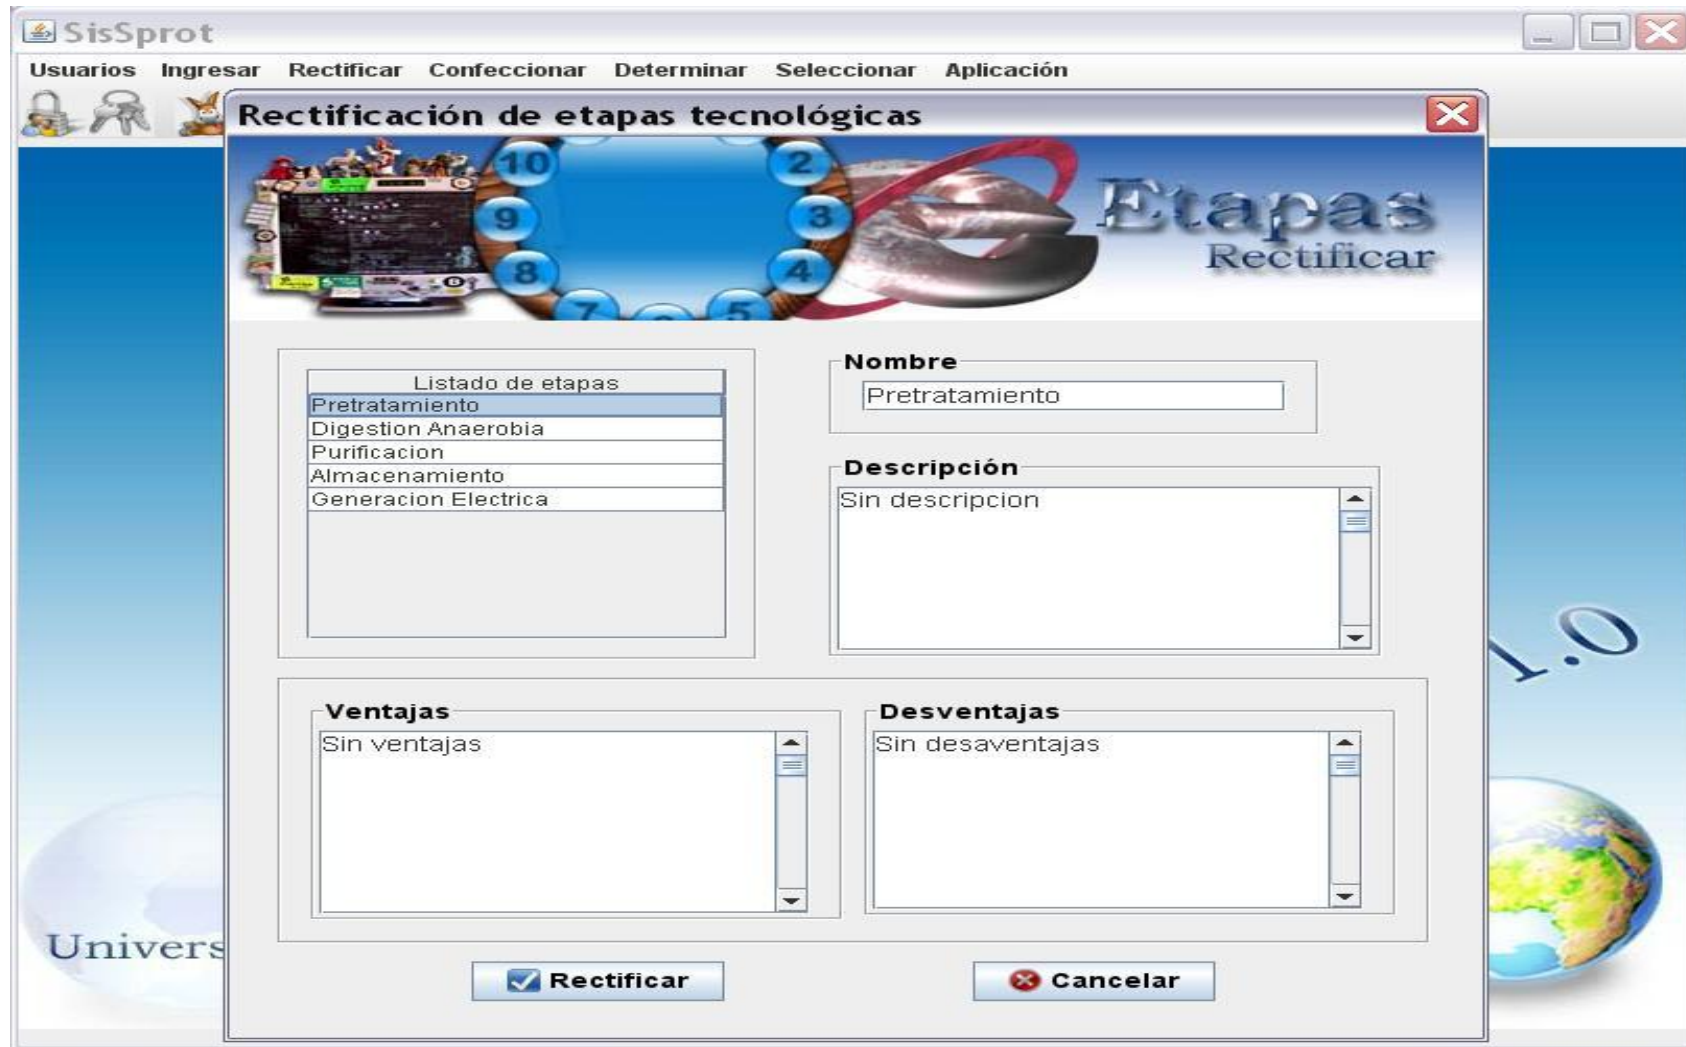 SisSprot
Usuarios Ingresar Rectificar Confeccionar Determinar Seleccionar Aplicación
Rectificación de etapas tecnológicas
10
2
9
3
8
4
7
5
e
Etapas
Rectificar
Listado de etapas
Pretratamiento
Digestion Anaerobia
Purificacion
Almacenamiento
Generacion Electrica
Nombre
Pretratamiento
Descripción
Sin descripcion
1.0
Ventajas
Sin ventajas
Desventajas
Sin desaventajas
Univers
Rectificar
Cancelar